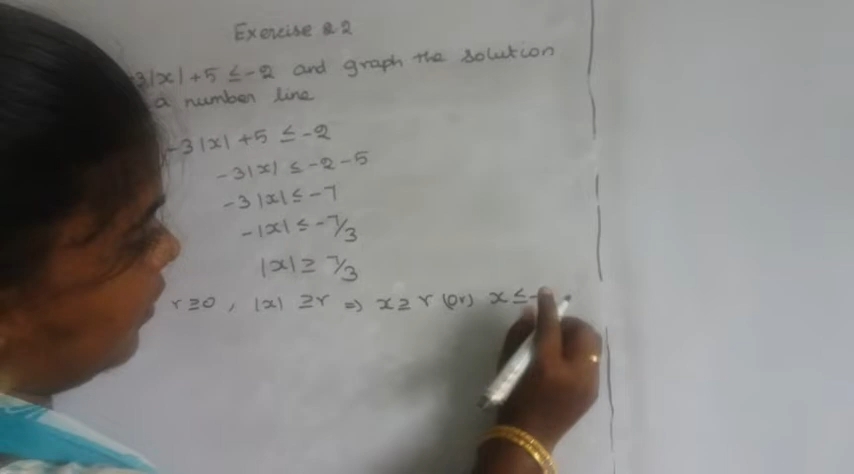 Exercise 2.2
-3|x| + 5 ≤ -2 and graph the solution
a number line
-3|x| + 5 ≤ -2
-3|x| ≤ -2 - 5
-3|x| ≤ -7
-|x| ≤ -7/3
|x| ≥ 7/3
r ≥ 0, |x| ≥ r ⇒ x ≥ r (or) x ≤ -